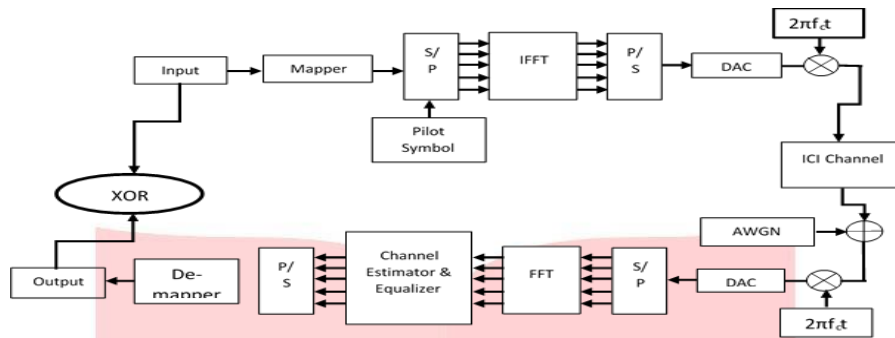 2πfct
Input
Mapper
S/
P
IFFT
P/
S
DAC
Pilot
Symbol
ICI Channel
XOR
AWGN
Output
De-
mapper
P/
S
Channel
Estimator &
Equalizer
FFT
S/
P
DAC
2πfct